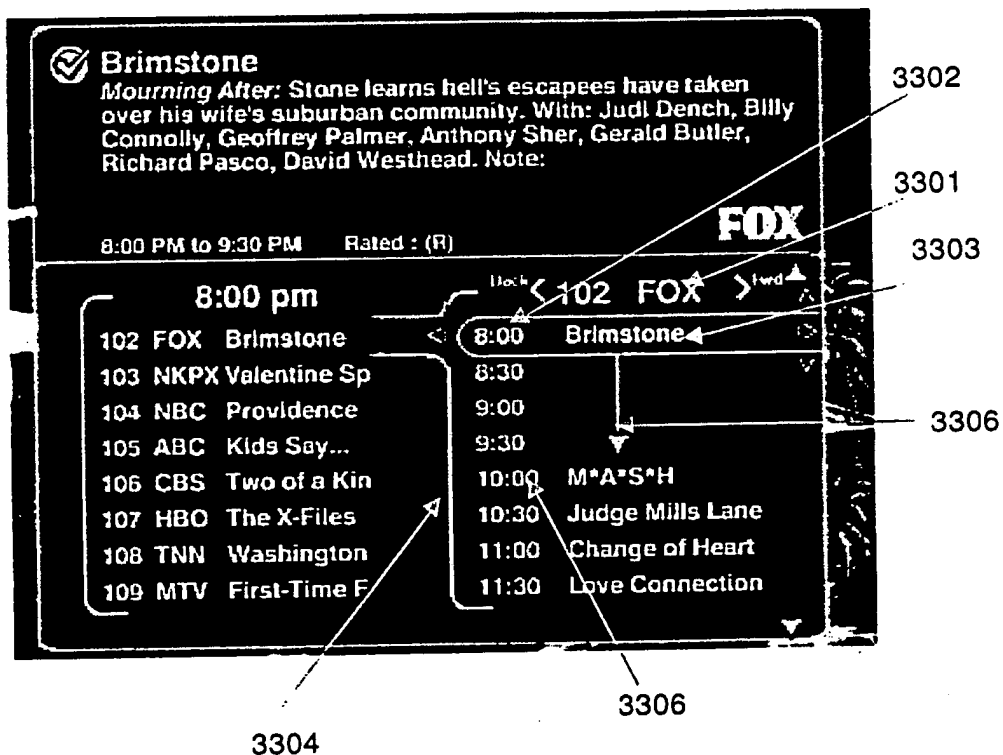 Brimstone
Mourning After: Stone learns hell's escapees have taken
over his wife's suburban community. With: Judi Dench, Billy
Connolly, Geoffrey Palmer, Anthony Sher, Gerald Butler,
Richard Pasco, David Westhead. Note:
FOX
8:00 PM to 9:30 PM Rated : (R)
8:00 pm
102 FOX Brimstone
103 NKPX Valentine Sp
104 NBC Providence
105 ABC Kids Say...
106 CBS Two of a Kin
107 HBO The X-Files
108 TNN Washington
109 MTV First-Time F
Back < 102 FOX > Fwd
8:00 Brimstone
8:30
9:00
9:30
10:00 M*A*S*H
10:30 Judge Mills Lane
11:00 Change of Heart
11:30 Love Connection
3302
3301
3303
3306
3306
3304